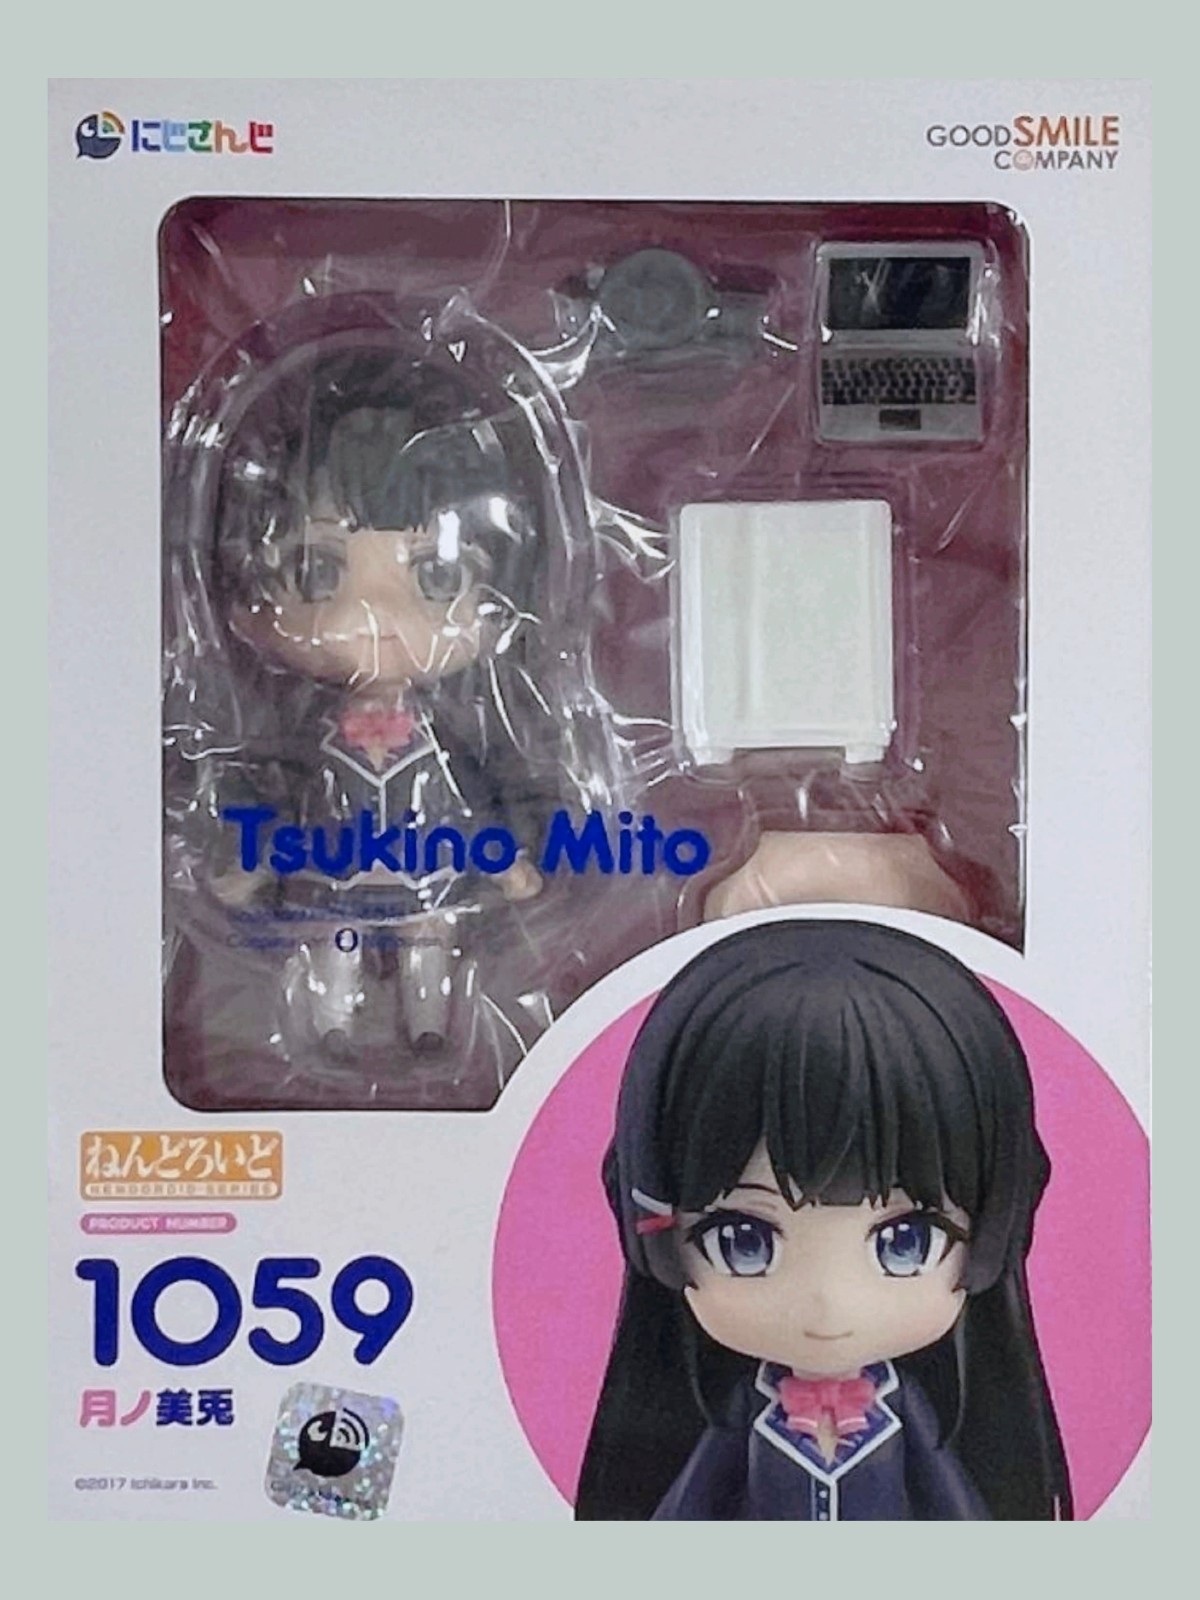 にじさんじ
GOOD SMILE
COMPANY
Tsukino Mito
ねんどろいど
NENDOROID SERIES
PRODUCT NUMBER
1059
月ノ美兎
©2017 Ichikara Inc.